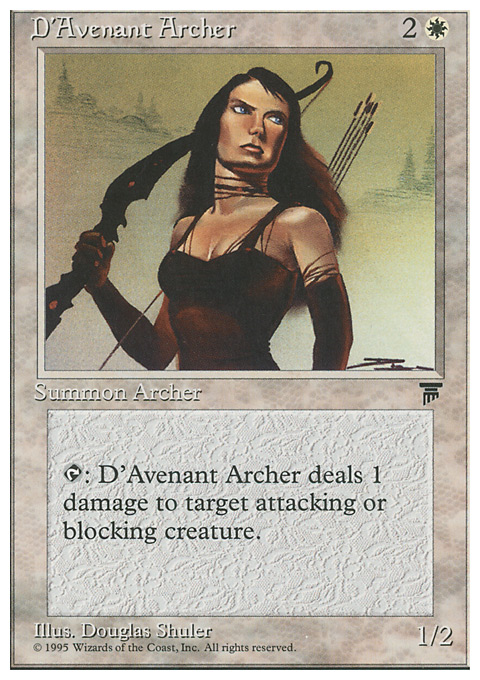 D'Avenant Archer 2
Summon Archer
: D'Avenant Archer deals 1
damage to target attacking or
blocking creature.
Illus. Douglas Shuler
1/2
© 1995 Wizards of the Coast, Inc. All rights reserved.